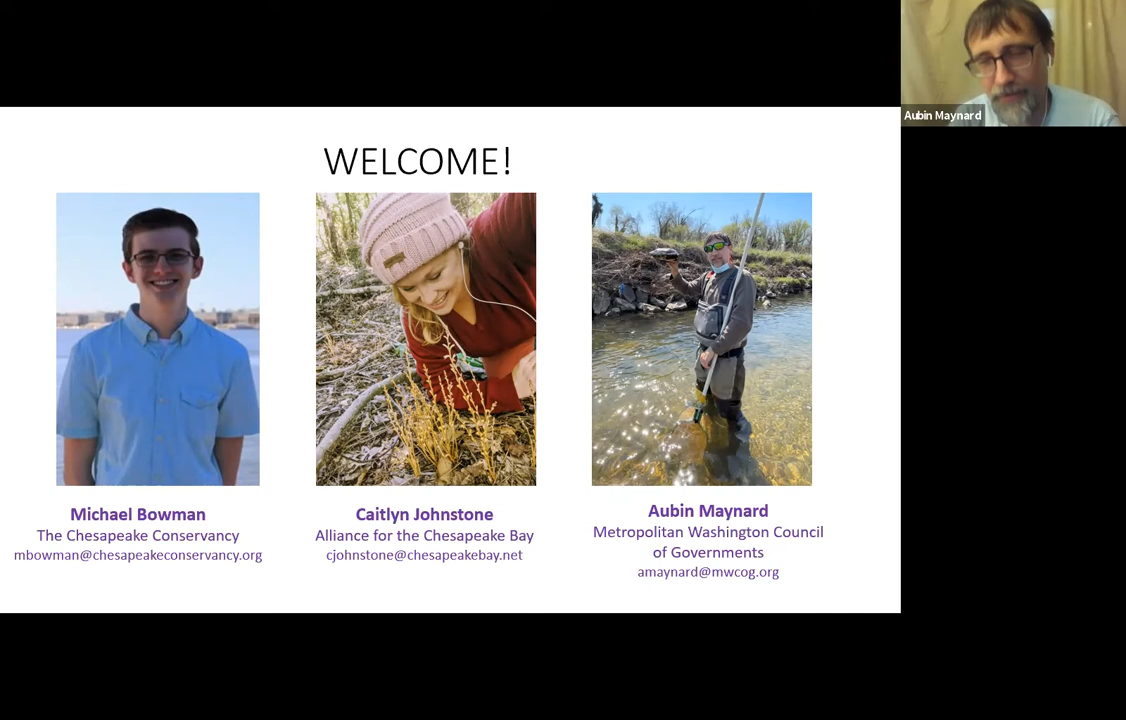 Aubin Maynard
WELCOME!
Michael Bowman
The Chesapeake Conservancy
mbowman@chesapeakeconservancy.org
Caitlyn Johnstone
Alliance for the Chesapeake Bay
cjohnstone@chesapeakebay.net
Aubin Maynard
Metropolitan Washington Council
of Governments
amaynard@mwcog.org